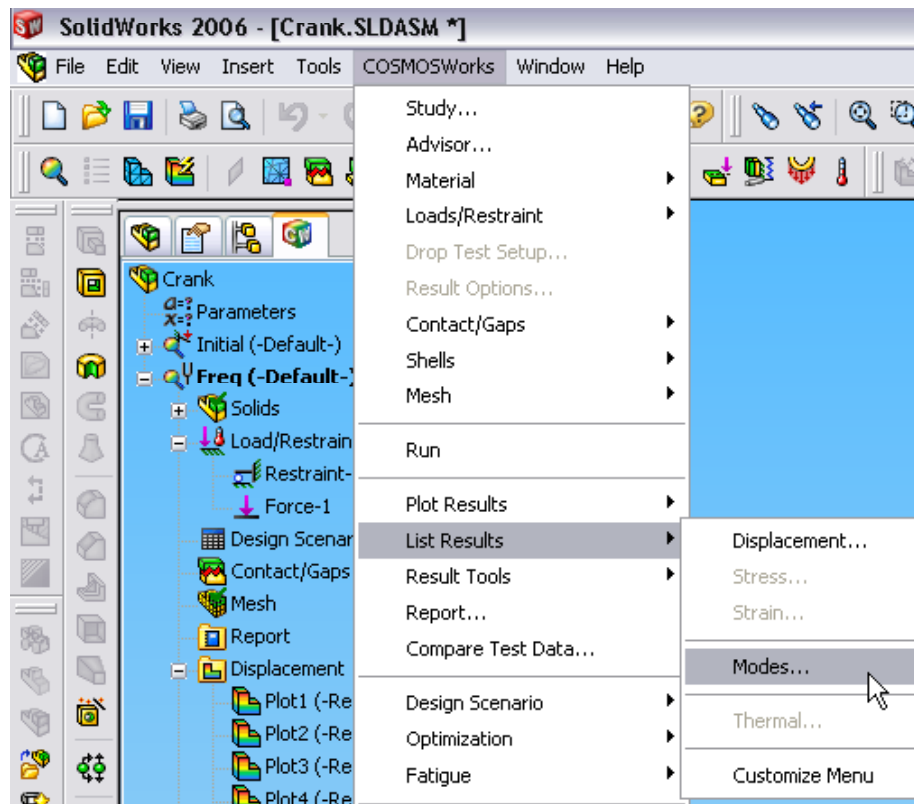 SolidWorks 2006 - [Crank.SLDASM *]
File Edit View Insert Tools COSMOSWorks Window Help
Study...
Advisor...
Material
Loads/Restraint
Drop Test Setup...
Result Options...
Contact/Gaps
Shells
Mesh
Run
Plot Results
List Results
Result Tools
Report...
Compare Test Data...
Design Scenario
Optimization
Fatigue
Displacement...
Stress...
Strain...
Modes...
Thermal...
Customize Menu
Crank
Parameters
Initial (-Default-)
Freq (-Default-)
Solids
Load/Restrain
Restraint-
Force-1
Design Scenar
Contact/Gaps
Mesh
Report
Displacement
Plot1 (-Re
Plot2 (-Re
Plot3 (-Re
Plot4 (-Re